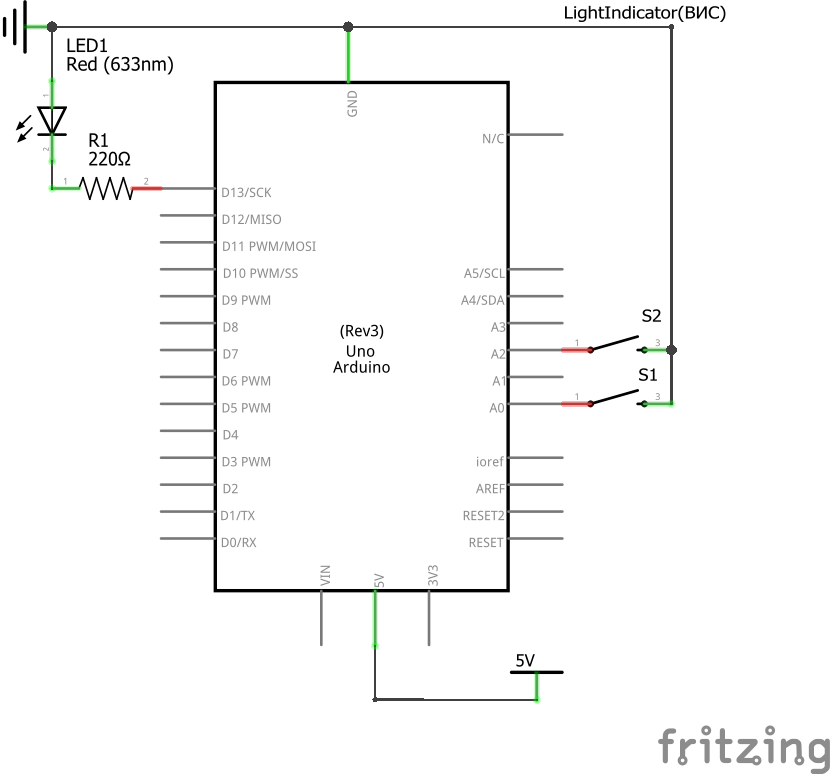 LightIndicator(ВИС)
LED1
Red (633nm)
1
2
R1
220Ω
1
2
GND
N/C
D13/SCK
D12/MISO
D11 PWM/MOSI
D10 PWM/SS
D9 PWM
D8
D7
D6 PWM
D5 PWM
D4
D3 PWM
D2
D1/TX
D0/RX
(Rev3)
Uno
Arduino
A5/SCL
A4/SDA
A3
A2
A1
A0
ioref
AREF
RESET2
RESET
S2
1
3
S1
1
3
VIN
5V
3V3
5V
fritzing